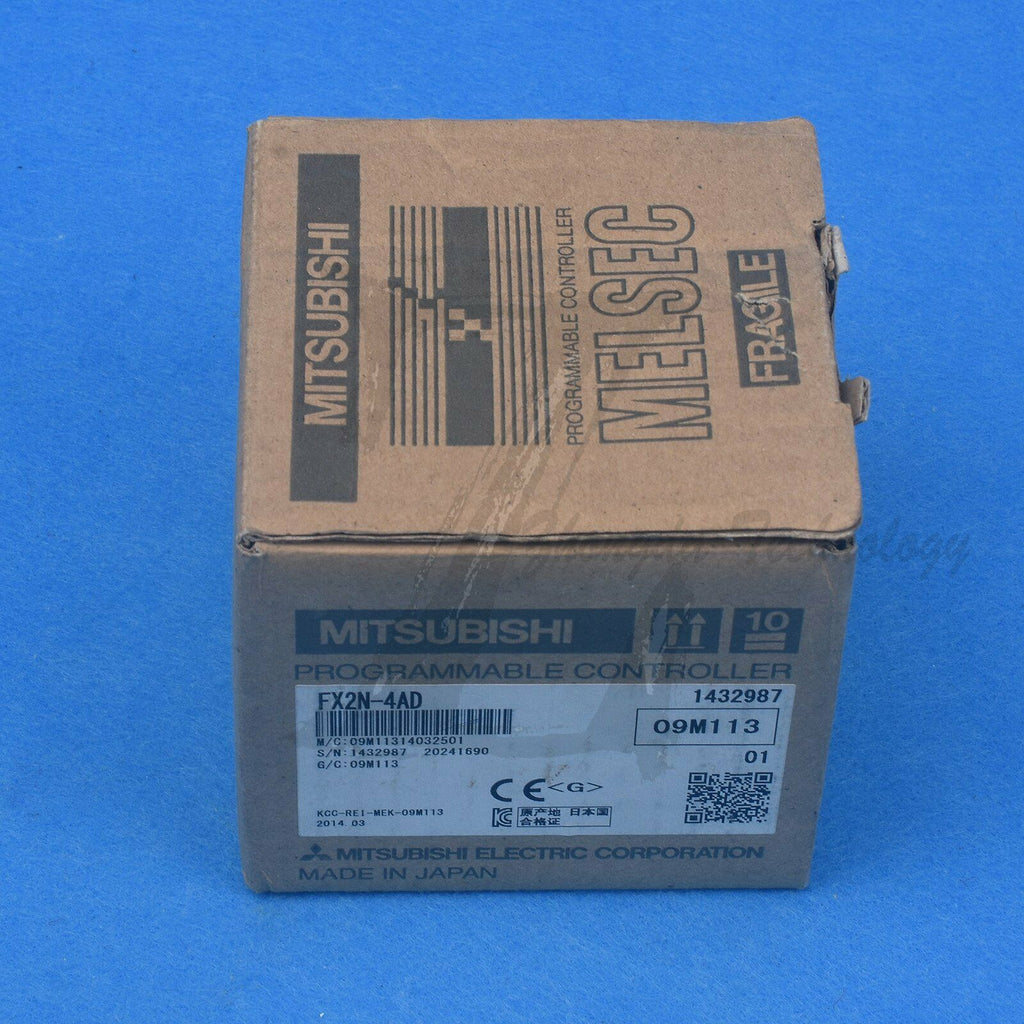 MITSUBISHI
PROGRAMMABLE CONTROLLER
MELSEC
FRAGILE
Technology
MITSUBISHI
10
PROGRAMMABLE CONTROLLER
FX2N-4AD
1432987
M/C:09M11314032501
S/N:1432987 20241690
G/C:09M113
09M113
01
CE <G>
KCC-REI-MEK-09M113
2014.03
原产地 日本国
合格证
MITSUBISHI ELECTRIC CORPORATION
MADE IN JAPAN